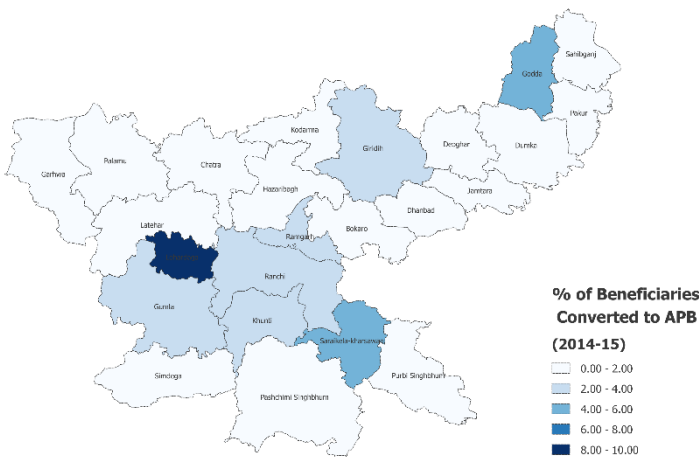 Sahibganj
Godda
Pakur
Kodarma
Giridih
Deoghar
Dumka
Garhwa
Palamu
Chatra
Hazaribagh
Jamtara
Dhanbad
Latehar
Ramgarh
Bokaro
Ranchi
Gumla
Khunti
Saraikela-kharsawan
Simdega
Pashchimi Singhbhum
Purbi Singhbhum
% of Beneficiaries
Converted to APB
(2014-15)
0.00 - 2.00
2.00 - 4.00
4.00 - 6.00
6.00 - 8.00
8.00 - 10.00